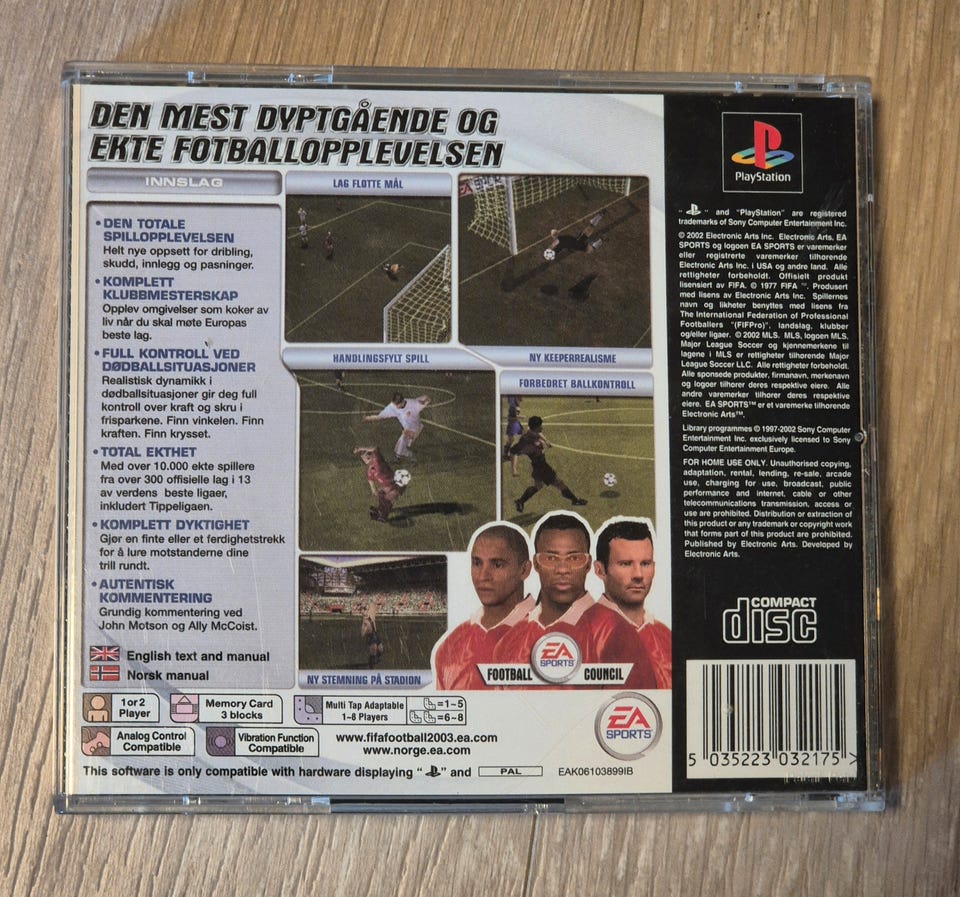 DEN MEST DYPTGÅENDE OG
EKTE FOTBALLOPPLEVELSEN
INNSLAG
• DEN TOTALE
SPILLOPPLEVELSEN
Helt nye oppsett for dribling,
skudd, innlegg og pasninger.
• KOMPLETT
KLUBBMESTERSKAP
Opplev omgivelser som koker av
liv når du skal møte Europas
beste lag.
• FULL KONTROLL VED
DØDBALLSITUASJONER
Realistisk dynamikk i
dødballsituasjoner gir deg full
kontroll over kraft og skru i
frisparkene. Finn vinkelen. Finn
kraften. Finn krysset.
• TOTAL EKTHET
Med over 10.000 ekte spillere
fra over 300 offisielle lag i 13
av verdens beste ligaer,
inkludert Tippeligaen.
• KOMPLETT DYKTIGHET
Gjør en finte eller et ferdighetstrekk
for å lure motstanderne dine
trill rundt.
• AUTENTISK
KOMMENTERING
Grundig kommentering ved
John Motson og Ally McCoist.
English text and manual
Norsk manual
LAG FLOTTE MÅL
HANDLINGSFYLT SPILL
NY KEEPERREALISME
FORBEDRET BALLKONTROLL
NY STEMNING PÅ STADION
FOOTBALL
EA
SPORTS™
COUNCIL
1 or 2
Player
Memory Card
3 blocks
Multi Tap Adaptable
1–8 Players
=1–5
=6–8
Analog Control
Compatible
Vibration Function
Compatible
www.fifafootball2003.ea.com
www.norge.ea.com
EA
SPORTS™
This software is only compatible with hardware displaying " " and PAL
EAK06103899IB
PlayStation
" " and "PlayStation" are registered
trademarks of Sony Computer Entertainment Inc.
© 2002 Electronic Arts Inc. Electronic Arts, EA
SPORTS og logoen EA SPORTS er varemerker
eller registrerte varemerker tilhørende
Electronic Arts Inc. i USA og andre land. Alle
rettigheter forbeholdt. Offisielt produkt
lisensiert av FIFA. © 1977 FIFA ™. Produsert
med lisens av Electronic Arts Inc. Spillernes
navn og likheter benyttes med lisens fra
The International Federation of Professional
Footballers "(FIFPro)", landslag, klubber
og/eller ligaer. © 2002 MLS. MLS, logoen MLS,
Major League Soccer og kjennemerkene til
lagene i MLS er rettigheter tilhørende Major
League Soccer LLC. Alle rettigheter forbeholdt.
Alle sponsede produkter, firmanavn, merkenavn
og logoer tilhører deres respektive eiere. Alle
andre varemerker tilhører deres respektive
eiere. EA SPORTS™ er et varemerke tilhørende
Electronic Arts™.
Library programmes © 1997-2002 Sony Computer
Entertainment Inc. exclusively licensed to Sony
Computer Entertainment Europe.
FOR HOME USE ONLY. Unauthorised copying,
adaptation, rental, lending, re-sale, arcade
use, charging for use, broadcast, public
performance and internet, cable or other
telecommunications transmission, access or
use are prohibited. Distribution or extraction of
this product or any trademark or copyright work
that forms part of this product are prohibited.
Published by Electronic Arts. Developed by
Electronic Arts.
COMPACT
disc
5 035223 032175 >